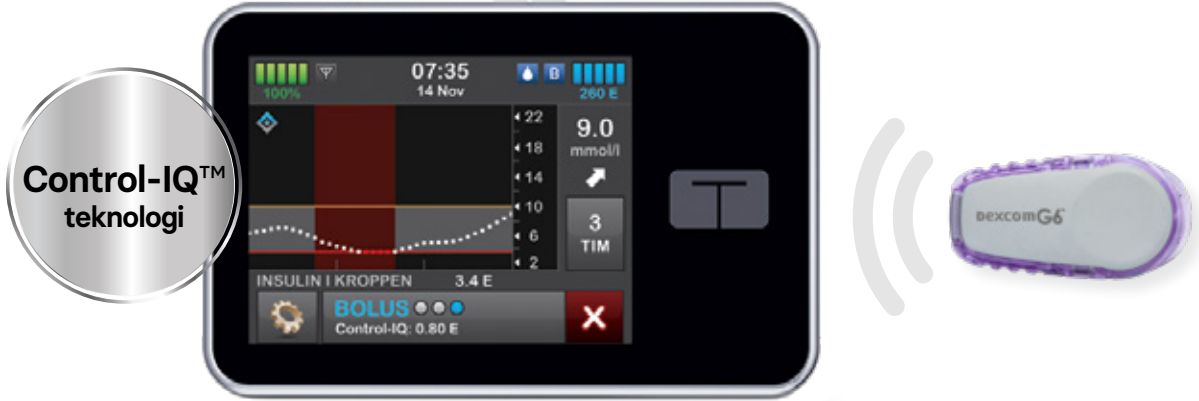 Control-IQ™
teknologi
100%
07:35
14 Nov
B
260 E
22
18
14
10
6
2
9.0
mmol/l
3
TIM
INSULIN I KROPPEN 3.4 E
BOLUS
Control-IQ: 0.80 E
X
T
Dexcom G6